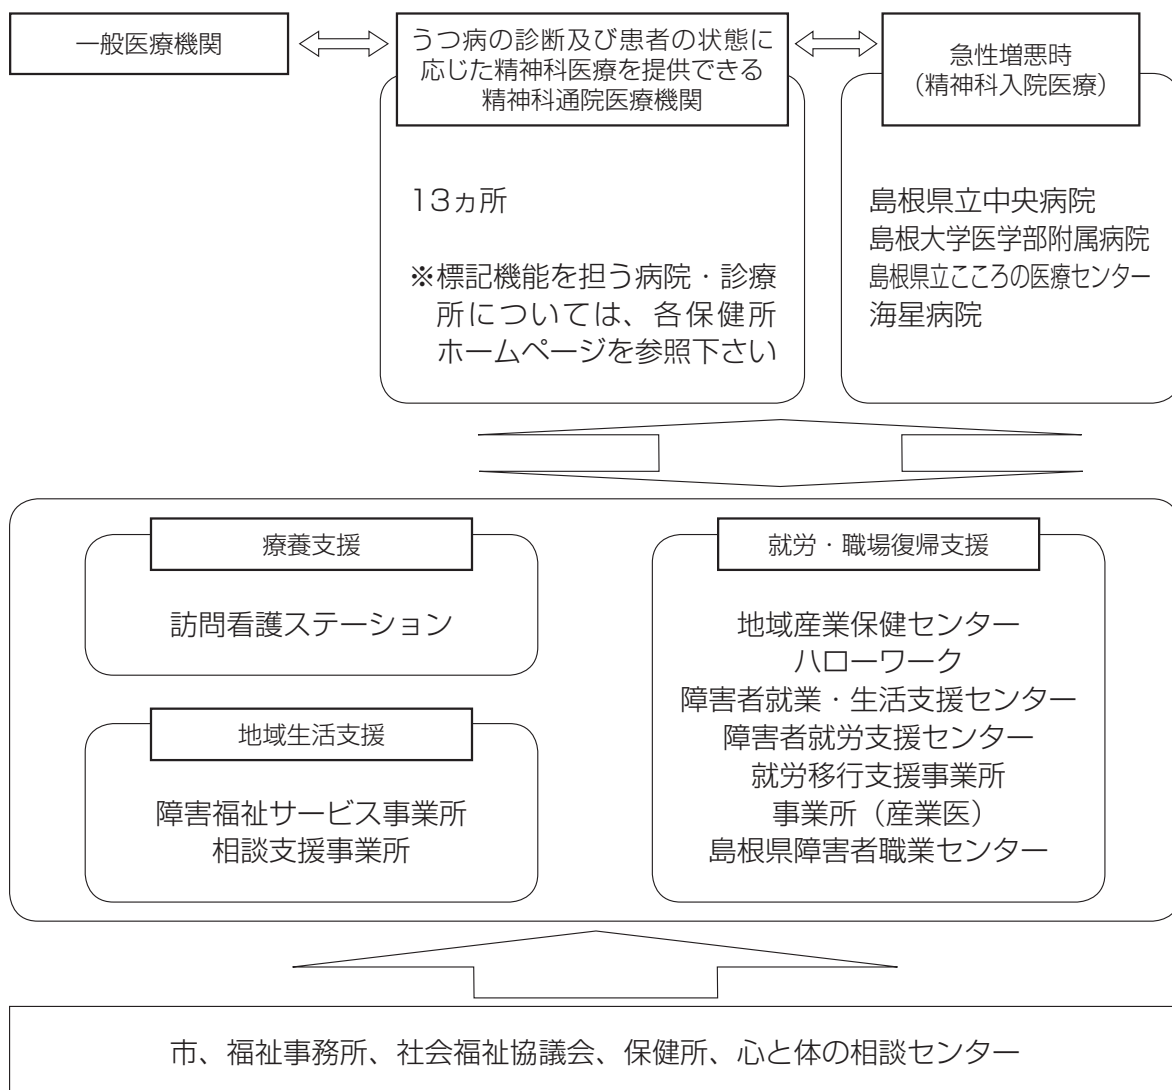 一般医療機関
うつ病の診断及び患者の状態に
応じた精神科医療を提供できる
精神科通院医療機関
急性増悪時
（精神科入院医療）
13ヵ所
※標記機能を担う病院・診療
所については、各保健所
ホームページを参照下さい
島根県立中央病院
島根大学医学部附属病院
島根県立こころの医療センター
海星病院
療養支援
訪問看護ステーション
地域生活支援
障害福祉サービス事業所
相談支援事業所
就労・職場復帰支援
地域産業保健センター
ハローワーク
障害者就業・生活支援センター
障害者就労支援センター
就労移行支援事業所
事業所（産業医）
島根県障害者職業センター
市、福祉事務所、社会福祉協議会、保健所、心と体の相談センター